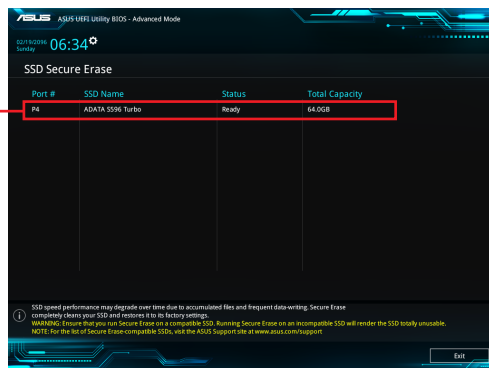 ASUS ASUS UEFI Utility BIOS - Advanced Mode
02/19/2096
Sunday
06:34
SSD Secure Erase
Port # SSD Name Status Total Capacity
P4 ADATA S596 Turbo Ready 64.0GB
SSD speed performance may degrade over time due to accumulated files and frequent data-writing. Secure Erase
completely cleans your SSD and restores it to its factory settings.
WARNING: Ensure that you run Secure Erase on a compatible SSD. Running Secure Erase on an incompatible SSD will render the SSD totally unusable.
NOTE: For the list of Secure Erase-compatible SSDs, visit the ASUS Support site at www.asus.com/support
Exit